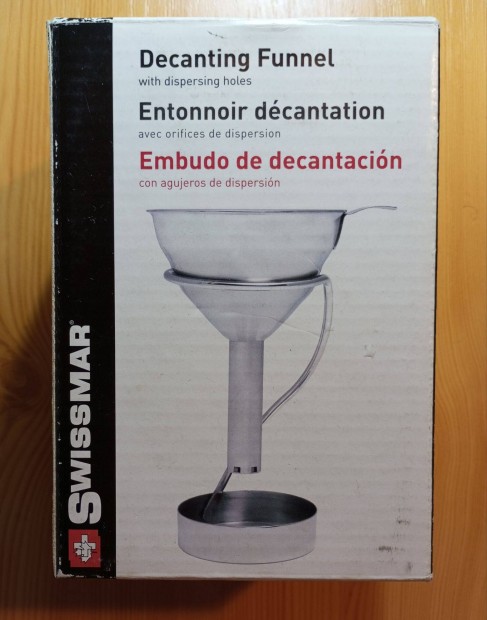 Decanting Funnel
with dispersing holes
Entonnoir décantation
avec orifices de dispersion
Embudo de decantación
con agujeros de dispersión
SWISSMAR®